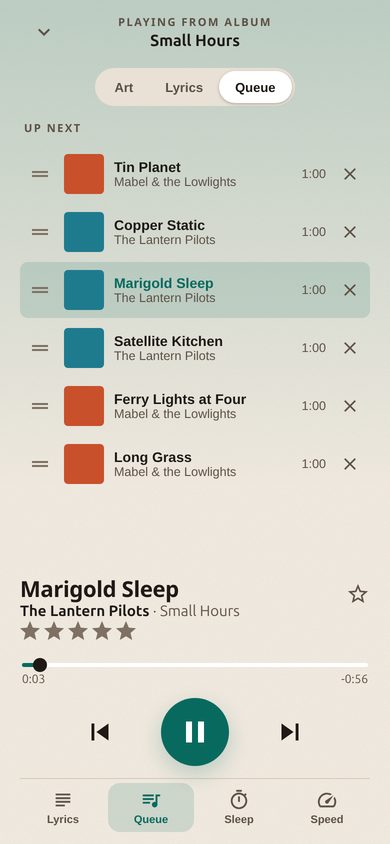 PLAYING FROM ALBUM
Small Hours
Art Lyrics Queue
UP NEXT
Tin Planet
Mabel & the Lowlights
1:00
Copper Static
The Lantern Pilots
1:00
Marigold Sleep
The Lantern Pilots
1:00
Satellite Kitchen
The Lantern Pilots
1:00
Ferry Lights at Four
Mabel & the Lowlights
1:00
Long Grass
Mabel & the Lowlights
1:00
Marigold Sleep
The Lantern Pilots · Small Hours
0:03 -0:56
Lyrics Queue Sleep Speed